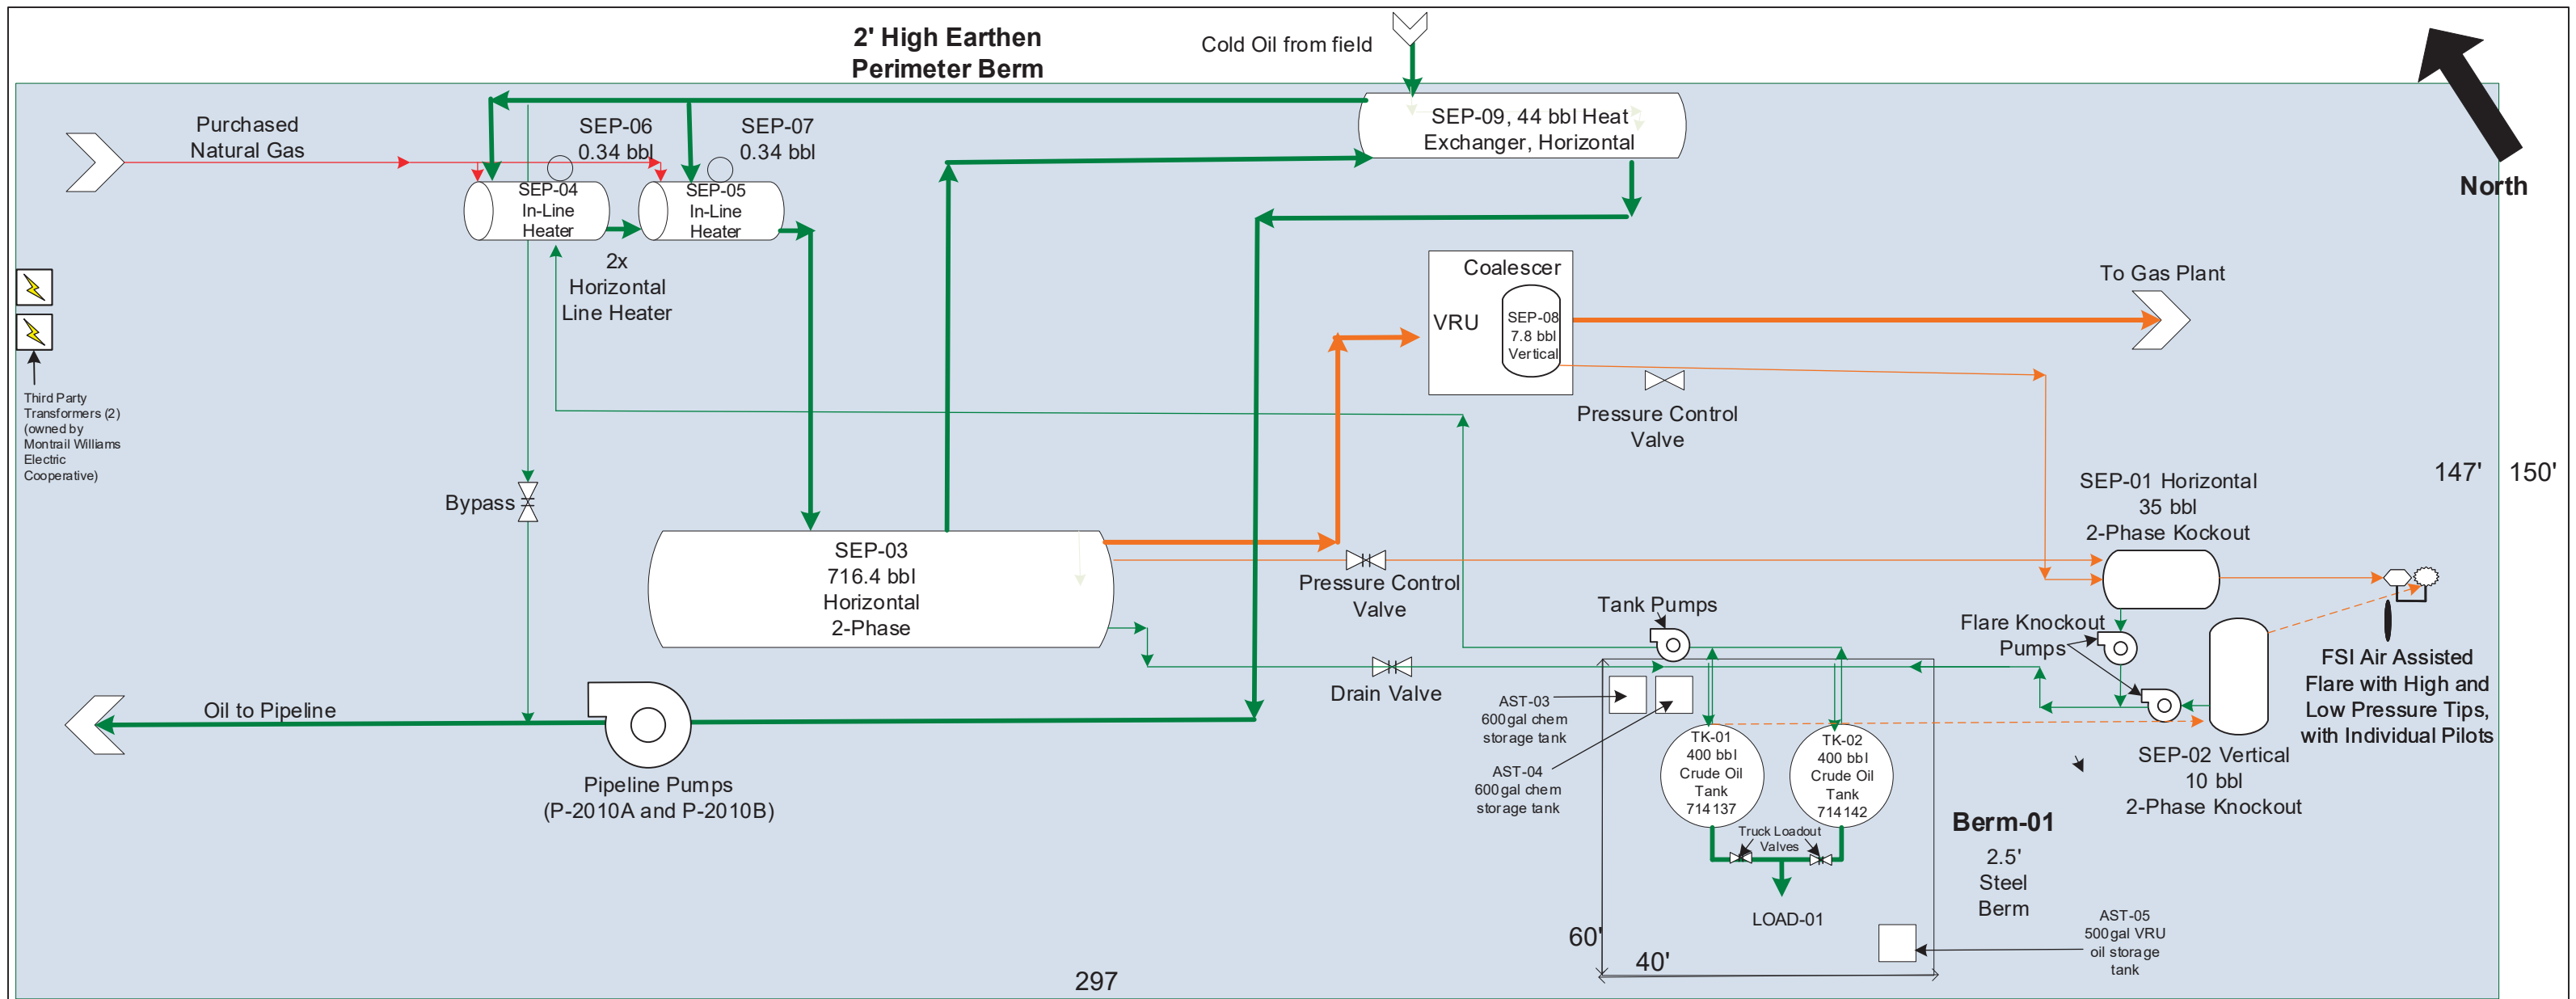 2' High Earthen
Perimeter Berm
Cold Oil from field
North
Purchased
Natural Gas
SEP-06
0.34 bbl
SEP-07
0.34 bbl
SEP-09, 44 bbl Heat
Exchanger, Horizontal
SEP-04
In-Line
Heater
SEP-05
In-Line
Heater
2x
Horizontal
Line Heater
Coalescer
VRU
SEP-08
7.8 bbl
Vertical
To Gas Plant
Pressure Control
Valve
Third Party
Transformers (2)
(owned by
Montrail Williams
Electric
Cooperative)
Bypass
147'
150'
SEP-01 Horizontal
35 bbl
2-Phase Kockout
SEP-03
716.4 bbl
Horizontal
2-Phase
Pressure Control
Valve
Tank Pumps
Flare Knockout
Pumps
FSI Air Assisted
Flare with High and
Low Pressure Tips,
with Individual Pilots
Drain Valve
Oil to Pipeline
AST-03
600gal chem
storage tank
AST-04
600gal chem
storage tank
TK-01
400 bbl
Crude Oil
Tank
714137
TK-02
400 bbl
Crude Oil
Tank
714142
SEP-02 Vertical
10 bbl
2-Phase Knockout
Pipeline Pumps
(P-2010A and P-2010B)
Truck Loadout
Valves
Berm-01
2.5'
Steel
Berm
LOAD-01
AST-05
500gal VRU
oil storage
tank
60'
40'
297